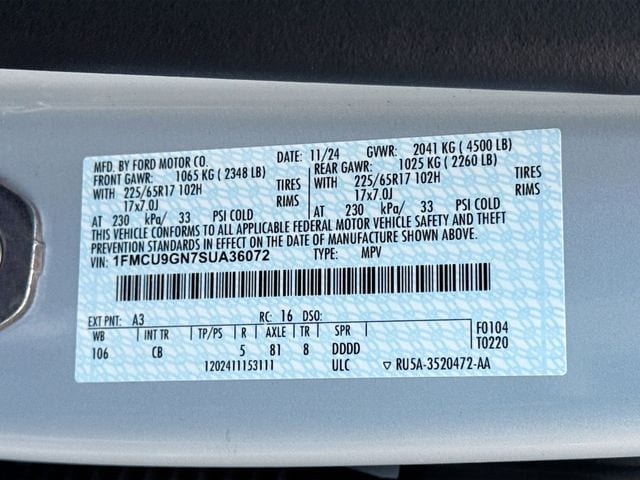 MFD. BY FORD MOTOR CO. DATE: 11/24 GVWR: 2041 KG ( 4500 LB)
FRONT GAWR: 1065 KG ( 2348 LB) REAR GAWR: 1025 KG ( 2260 LB)
WITH 225/65R17 102H TIRES WITH 225/65R17 102H TIRES
17x7.0J RIMS 17x7.0J RIMS
AT 230 kPa/ 33 PSI COLD AT 230 kPa/ 33 PSI COLD
THIS VEHICLE CONFORMS TO ALL APPLICABLE FEDERAL MOTOR VEHICLE SAFETY AND THEFT
PREVENTION STANDARDS IN EFFECT ON THE DATE OF MANUFACTURE SHOWN ABOVE.
VIN: 1FMCU9GN7SUA36072 TYPE: MPV
EXT PNT: A3 RC: 16 DSO: F0104
WB INT TR TP/PS R AXLE TR SPR T0220
106 CB 5 81 8 DDDD
1202411153111 ULC ▽ RU5A-3520472-AA